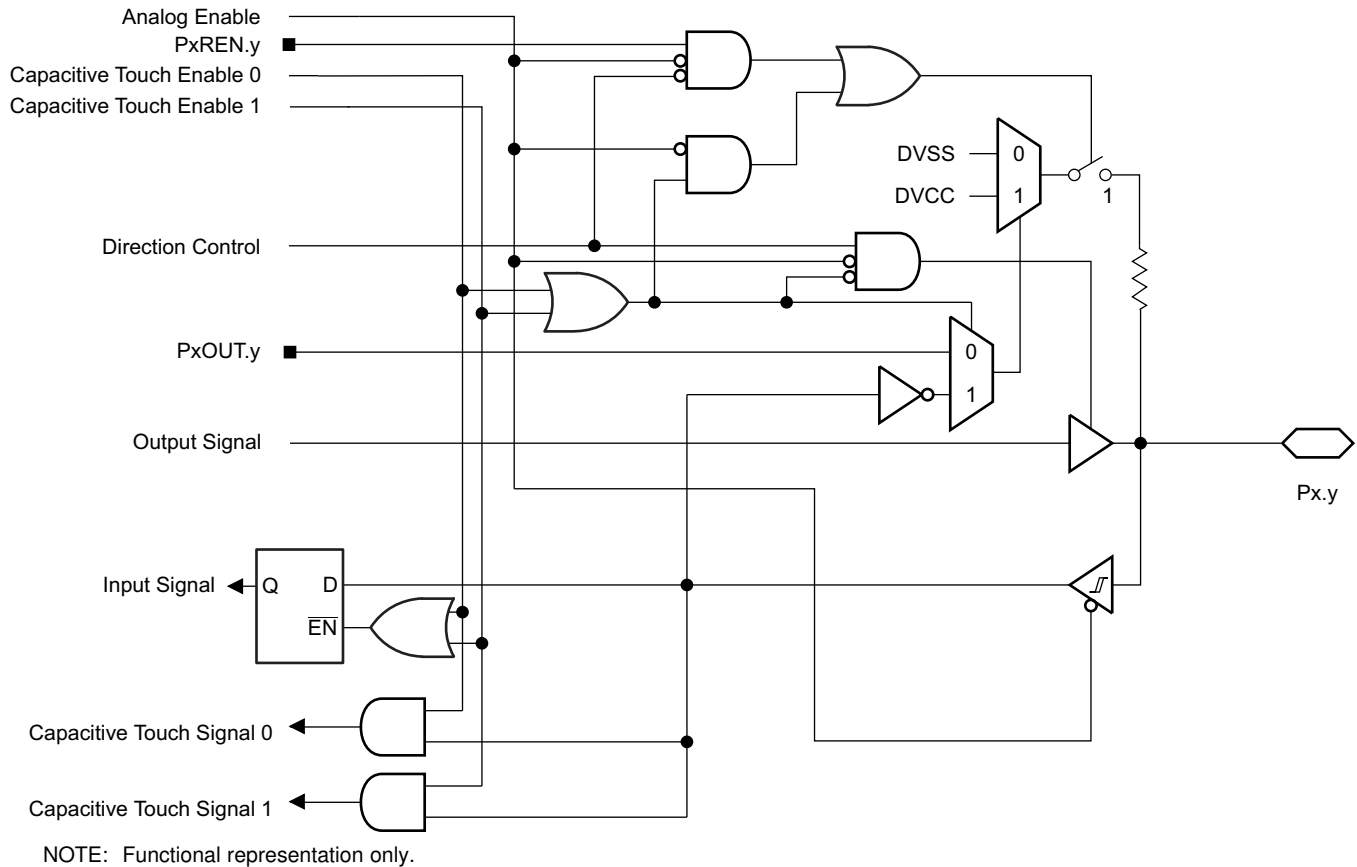 Analog Enable
PxREN.y
Capacitive Touch Enable 0
Capacitive Touch Enable 1
DVSS
0
DVCC
1
1
Direction Control
PxOUT.y
0
1
Output Signal
Px.y
Input Signal
Q
D
EN
Capacitive Touch Signal 0
Capacitive Touch Signal 1
NOTE: Functional representation only.